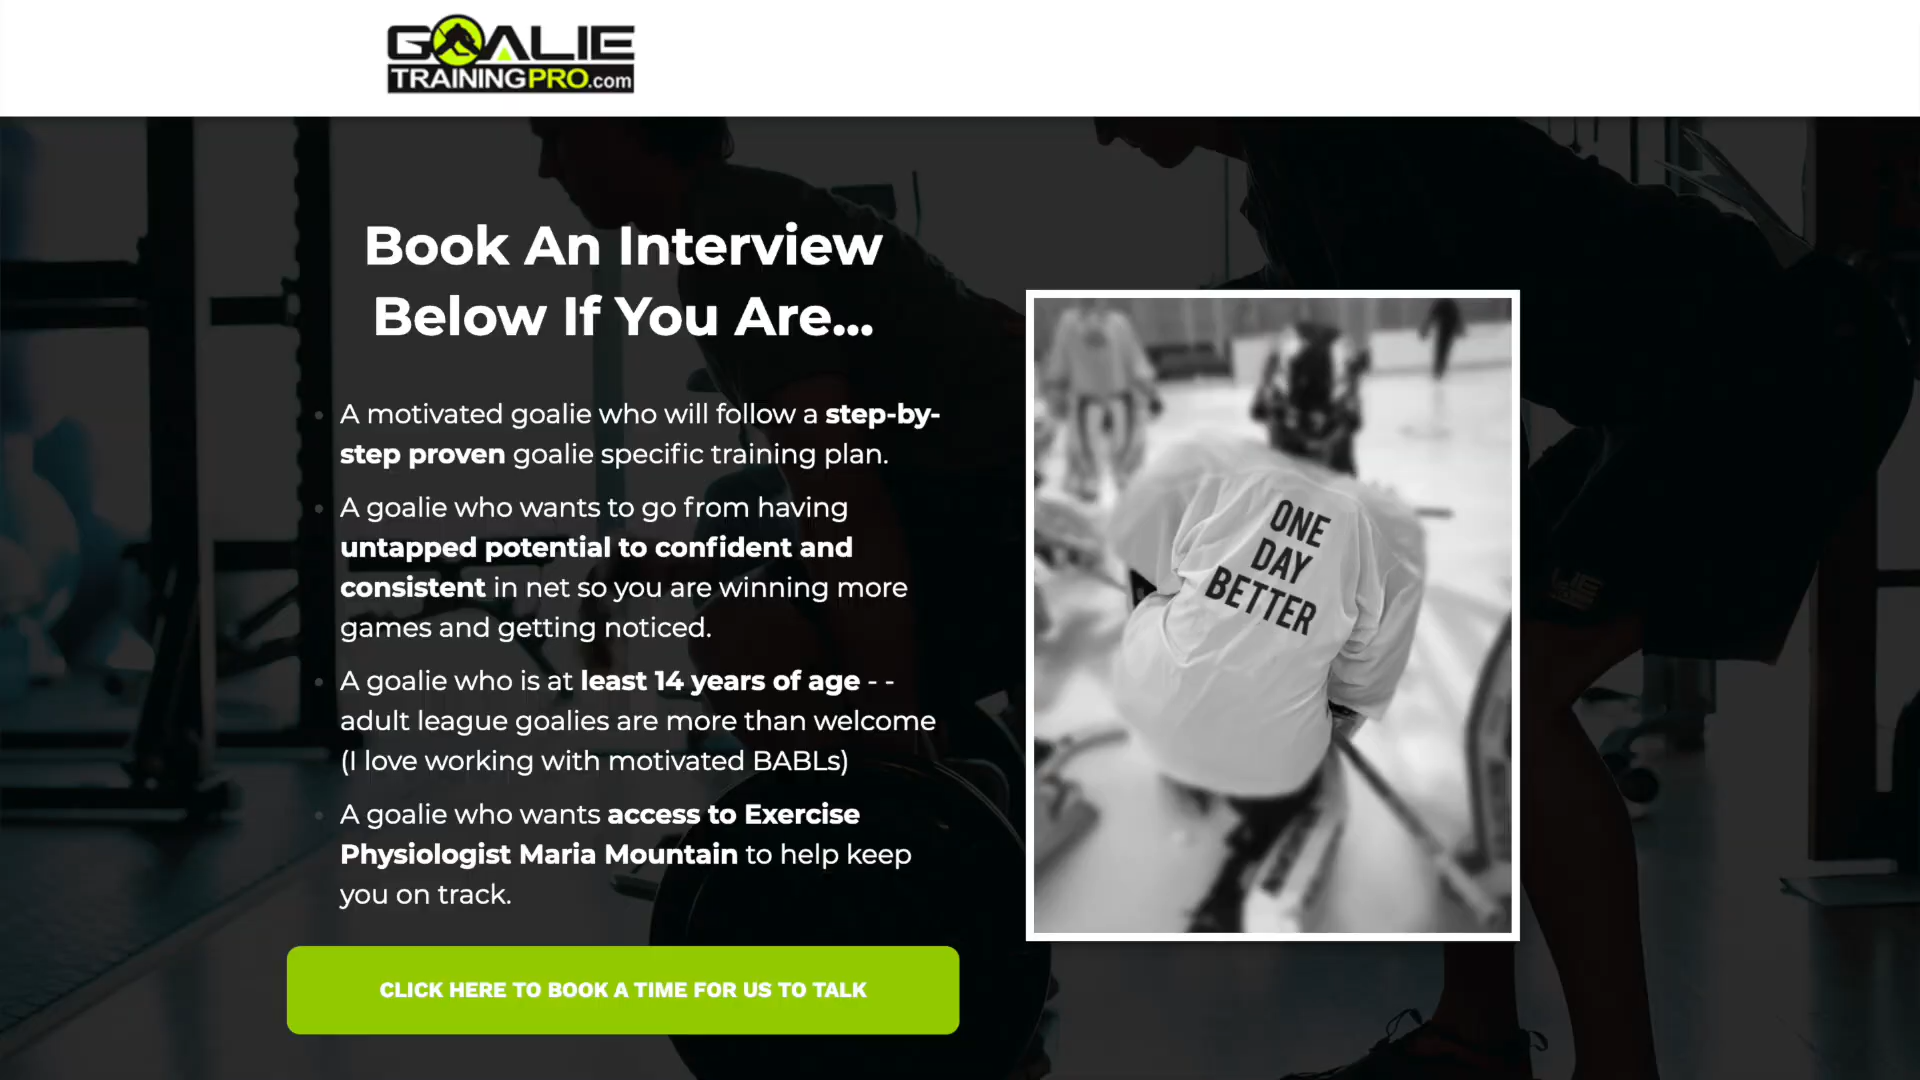 GOALIE
TRAININGPRO.com
Book An Interview
Below If You Are...
A motivated goalie who will follow a step-by-
step proven goalie specific training plan.
A goalie who wants to go from having
untapped potential to confident and
consistent in net so you are winning more
games and getting noticed.
A goalie who is at least 14 years of age - -
adult league goalies are more than welcome
(I love working with motivated BABLs)
A goalie who wants access to Exercise
Physiologist Maria Mountain to help keep
you on track.
CLICK HERE TO BOOK A TIME FOR US TO TALK
ONE
DAY
BETTER